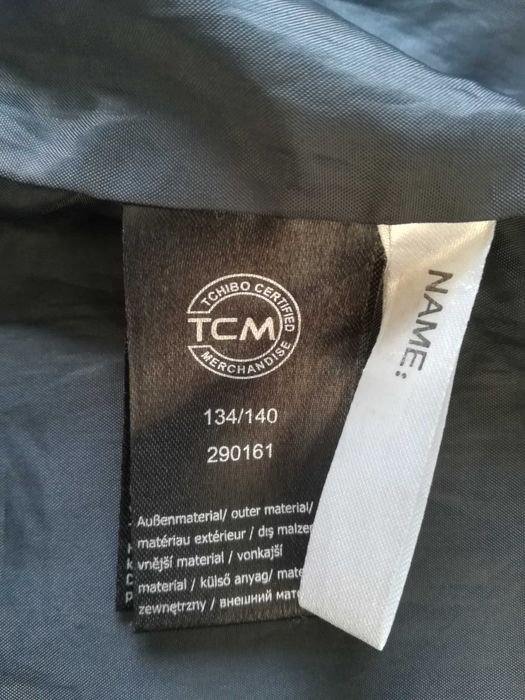 TCHIBO CERTIFIED
TCM
MERCHANDISE
134/140
290161
Außenmaterial/ outer material/
matériau extérieur / dış
vnější material / vonkajší
material / külső anyag/
zewnętrzny / внешний
NAME: